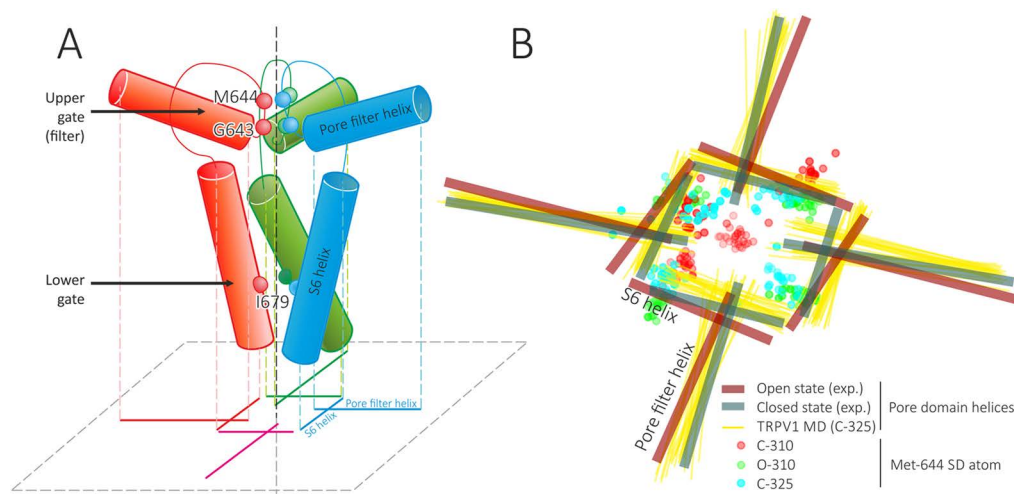 A
Upper
gate
(filter)
M644
G643
Pore filter helix
Lower
gate
I679
S6 helix
Pore filter helix
S6 helix
B
S6 helix
Pore filter helix
Open state (exp.)
Closed state (exp.)
TRPV1 MD (C-325)
Pore domain helices
C-310
O-310
C-325
Met-644 SD atom